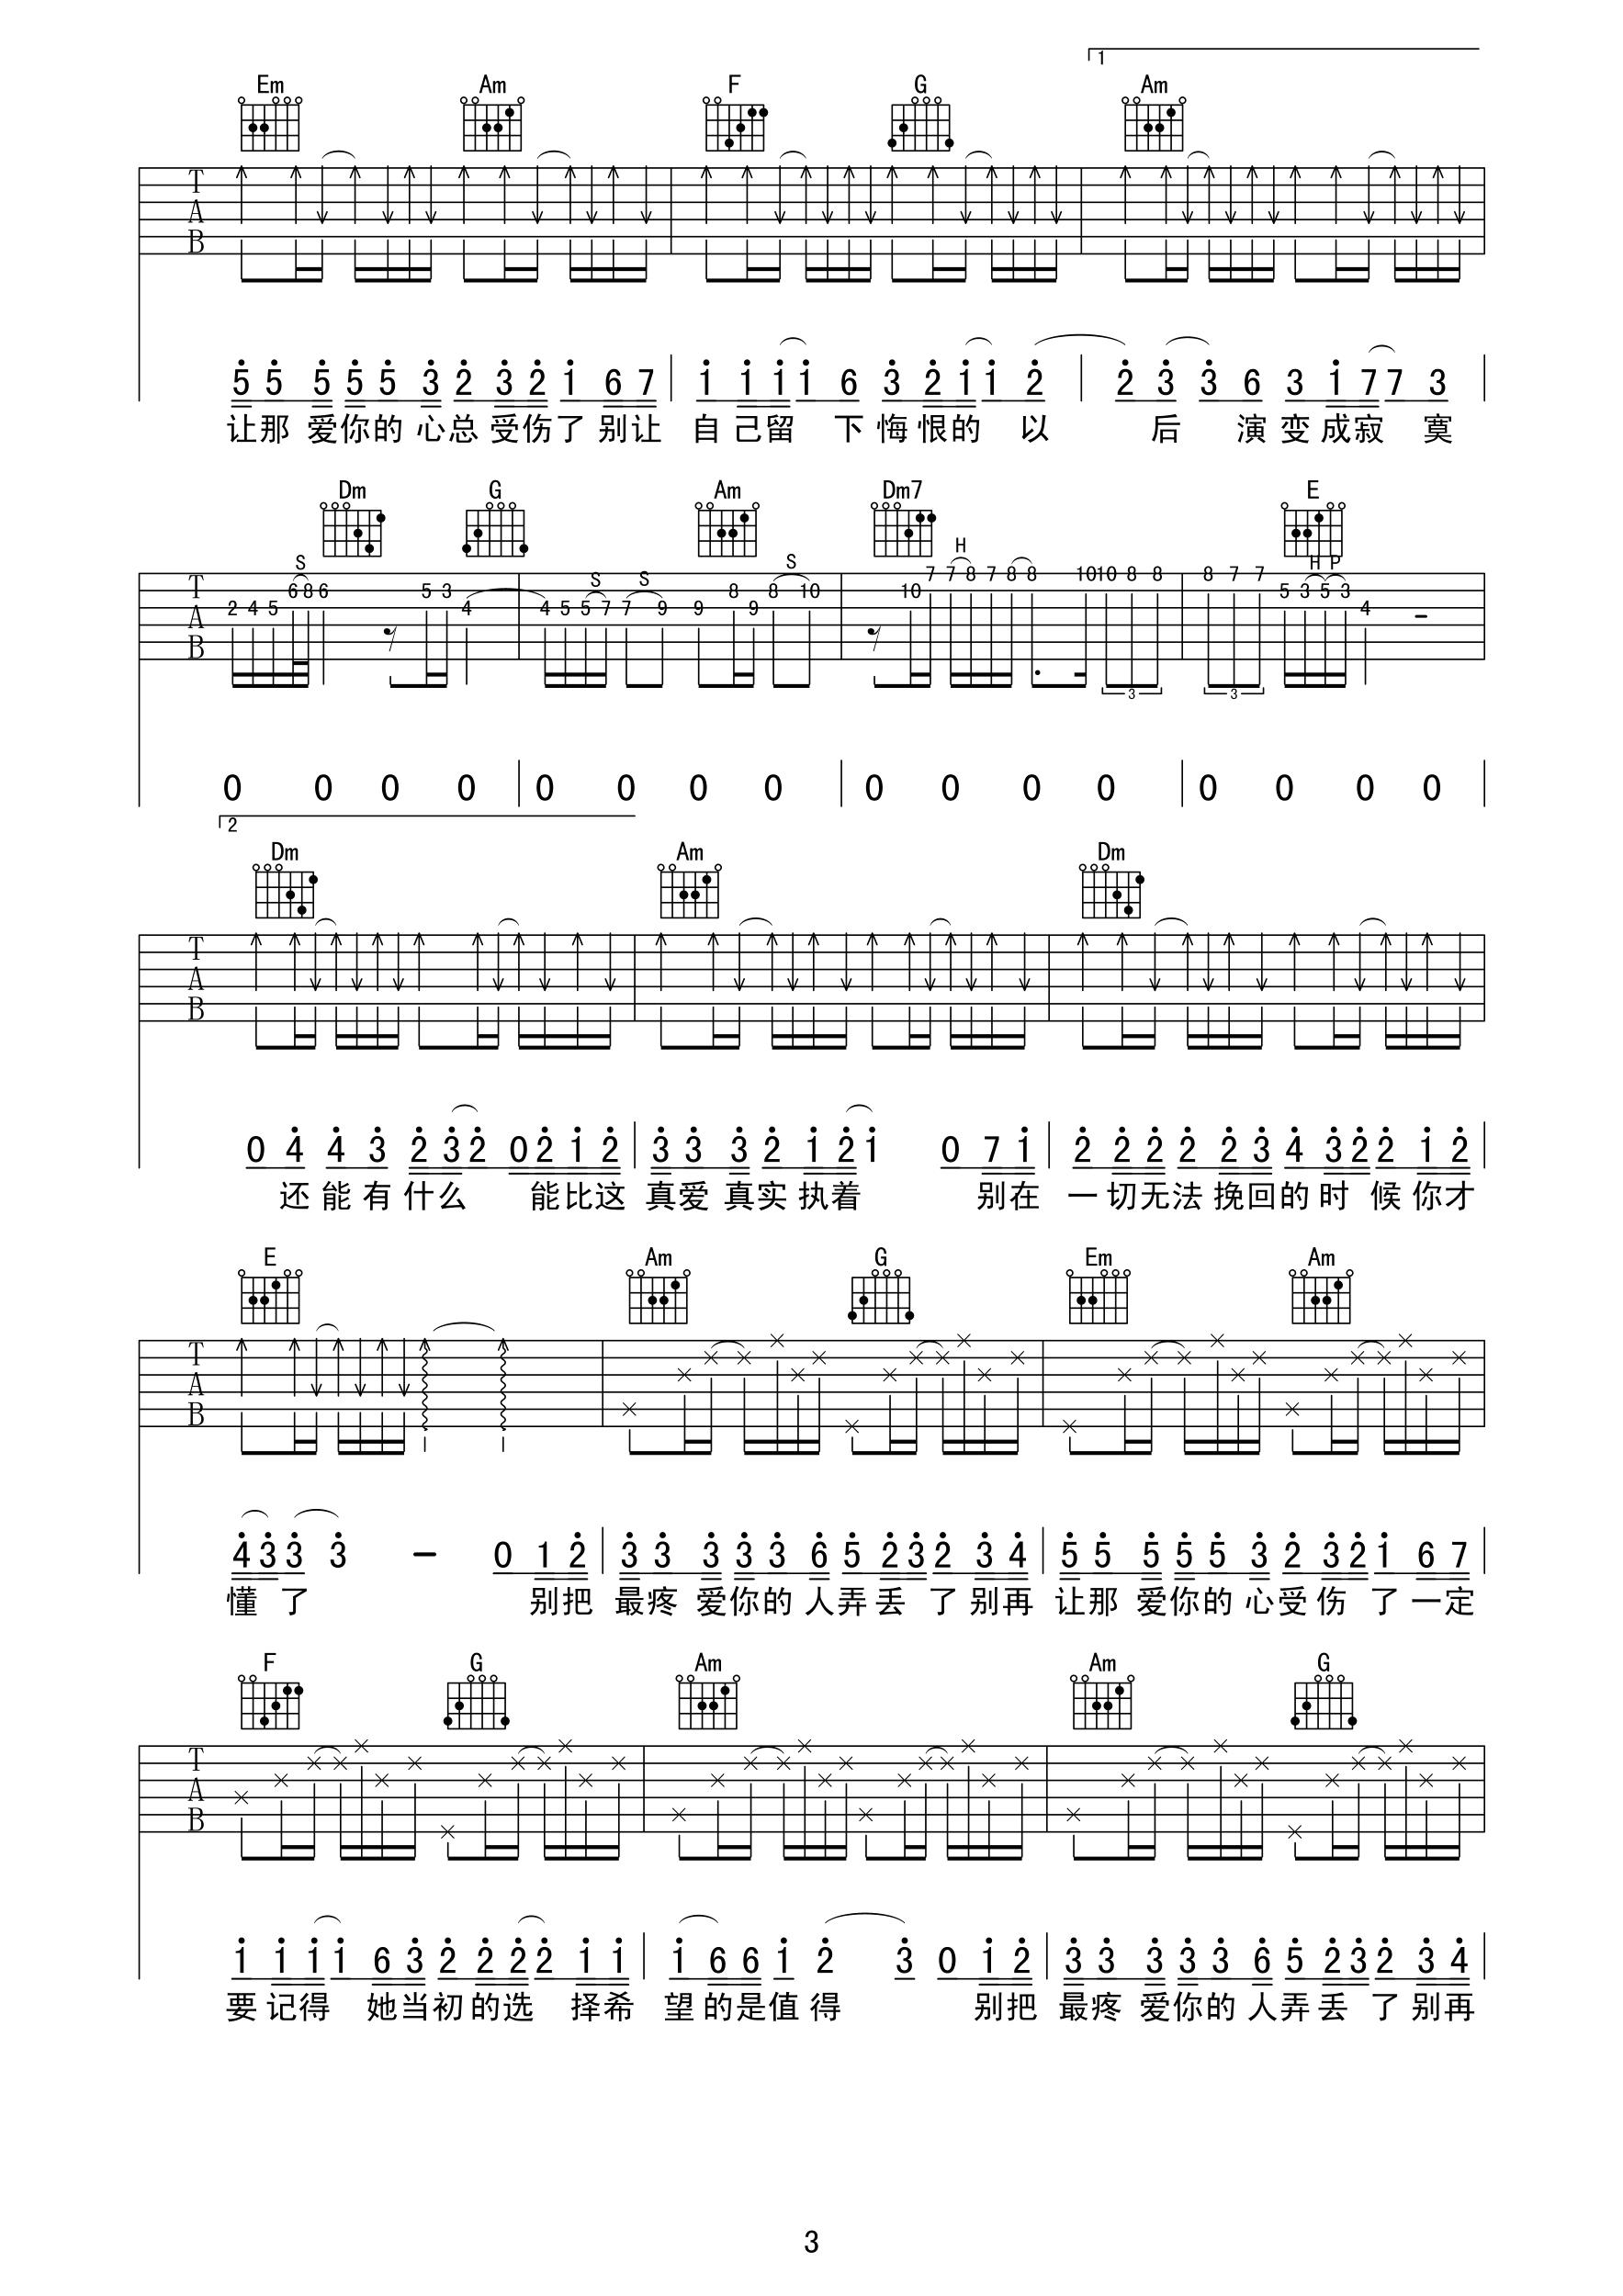 1
Em Am F G Am
T A B
5 5 5 5 5 3 2 3 2 1 6 7 1 1 1 1 6 3 2 1 1 2 2 3 3 6 3 1 7 7 3
让那 爱你的 心总 受伤了 别让 自己留 下悔恨的 以 后 演变成寂 寞
Dm G Am Dm7 E
S S S S H H P
T A B
2 4 5 6 8 6 5 3 4 4 5 5 7 7 9 9 8 9 8 10 10 7 7 8 7 8 8 10 10 8 8 8 7 7 5 3 5 3 4 -
3 3
0 0 0 0 0 0 0 0 0 0 0 0 0 0 0 0
2
Dm Am Dm
T A B
0 4 4 3 2 3 2 0 2 1 2 3 3 3 2 1 2 1 0 7 1 2 2 2 2 2 3 4 3 2 2 1 2
还能有什么 能比这 真爱 真实执着 别在 一切无法挽回的时 候你才
E Am G Em Am
T A B
4 3 3 3 - 0 1 2 3 3 3 3 3 6 5 2 3 2 3 4 5 5 5 5 5 3 2 3 2 1 6 7
懂了 别把 最疼 爱你的 人弄丢 了别再 让那 爱你的 心受伤 了一定
F G Am Am G
T A B
1 1 1 1 6 3 2 2 2 2 1 1 1 6 6 1 2 3 0 1 2 3 3 3 3 3 6 5 2 3 2 3 4
要记得 她当初的选 择希 望的是值得 别把 最疼 爱你的 人弄丢 了别再
3